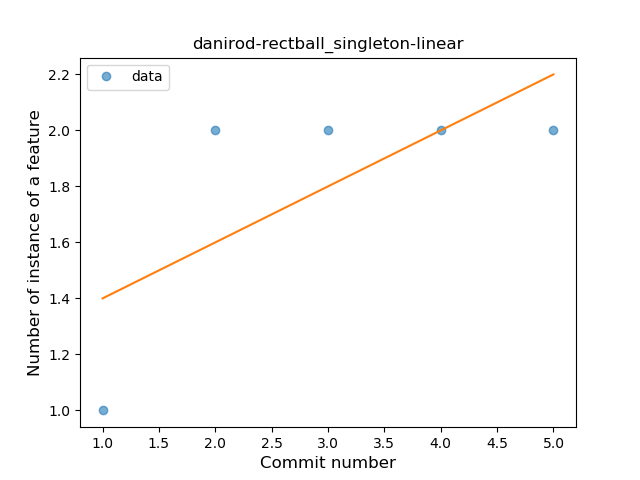 danirod-rectball_singleton-linear
data
Number of instance of a feature
2.2
2.0
1.8
1.6
1.4
1.2
1.0
1.0 1.5 2.0 2.5 3.0 3.5 4.0 4.5 5.0
Commit number